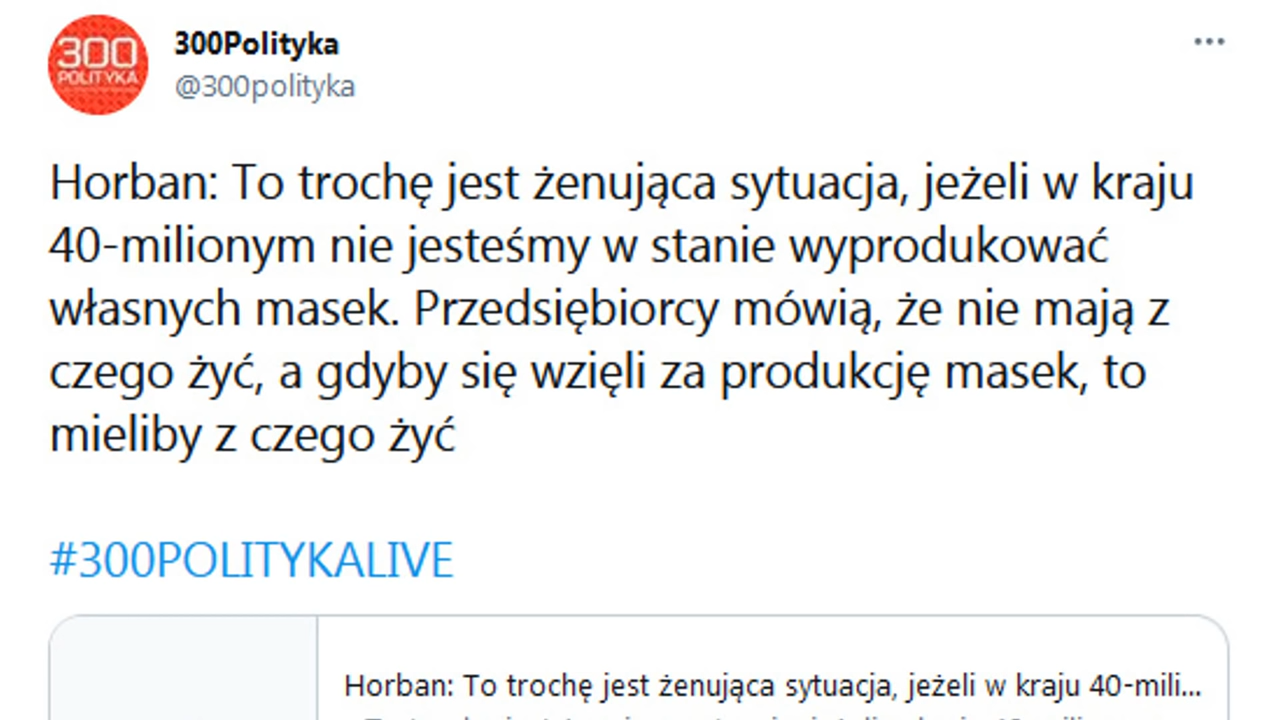 300
POLITYKA
300Polityka
@300polityka
Horban: To trochę jest żenująca sytuacja, jeżeli w kraju
40-milionym nie jesteśmy w stanie wyprodukować
własnych masek. Przedsiębiorcy mówią, że nie mają z
czego żyć, a gdyby się wzięli za produkcję masek, to
mieliby z czego żyć
#300POLITYKALIVE
Horban: To trochę jest żenująca sytuacja, jeżeli w kraju 40-mili...